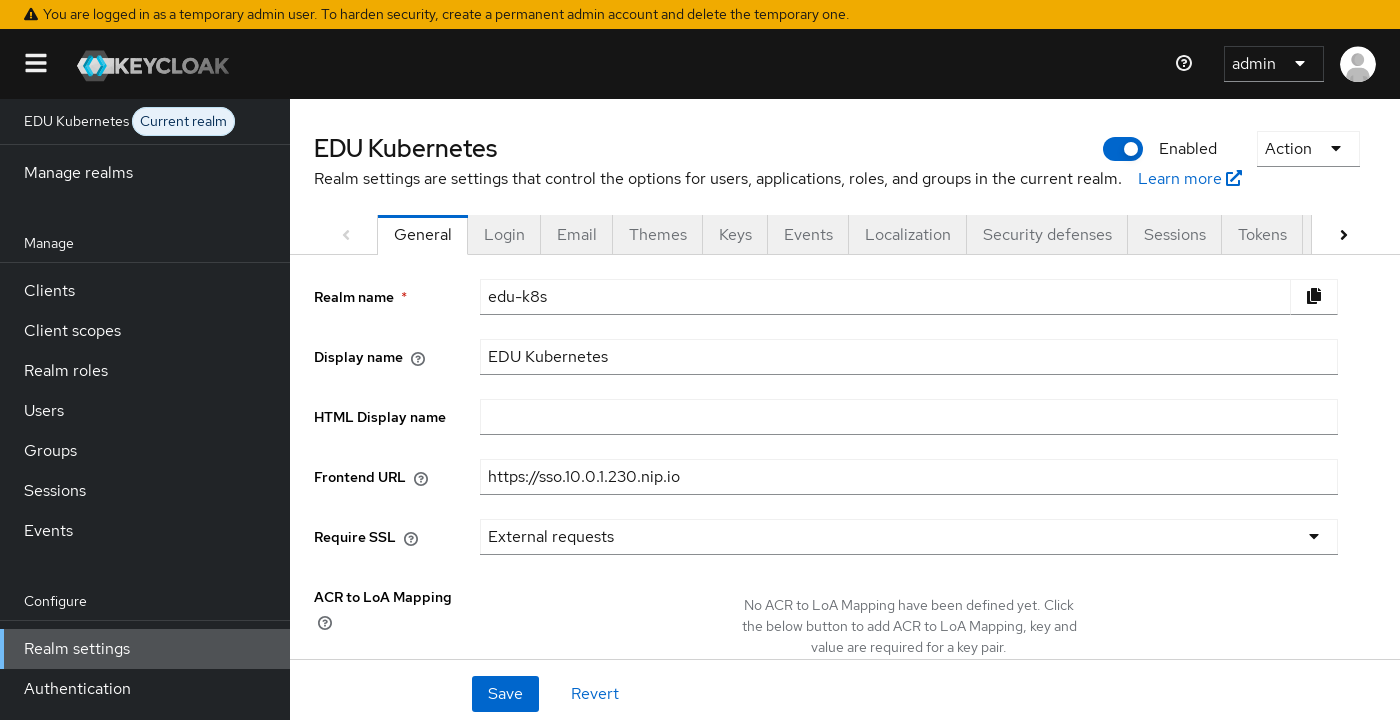 You are logged in as a temporary admin user. To harden security, create a permanent admin account and delete the temporary one.
KEYCLOAK
admin
EDU Kubernetes Current realm
Manage realms
Manage
Clients
Client scopes
Realm roles
Users
Groups
Sessions
Events
Configure
Realm settings
Authentication
EDU Kubernetes
Enabled
Action
Realm settings are settings that control the options for users, applications, roles, and groups in the current realm. Learn more
General Login Email Themes Keys Events Localization Security defenses Sessions Tokens
Realm name * edu-k8s
Display name EDU Kubernetes
HTML Display name
Frontend URL https://sso.10.0.1.230.nip.io
Require SSL External requests
ACR to LoA Mapping
No ACR to LoA Mapping have been defined yet. Click
the below button to add ACR to LoA Mapping, key and
value are required for a key pair.
Save Revert